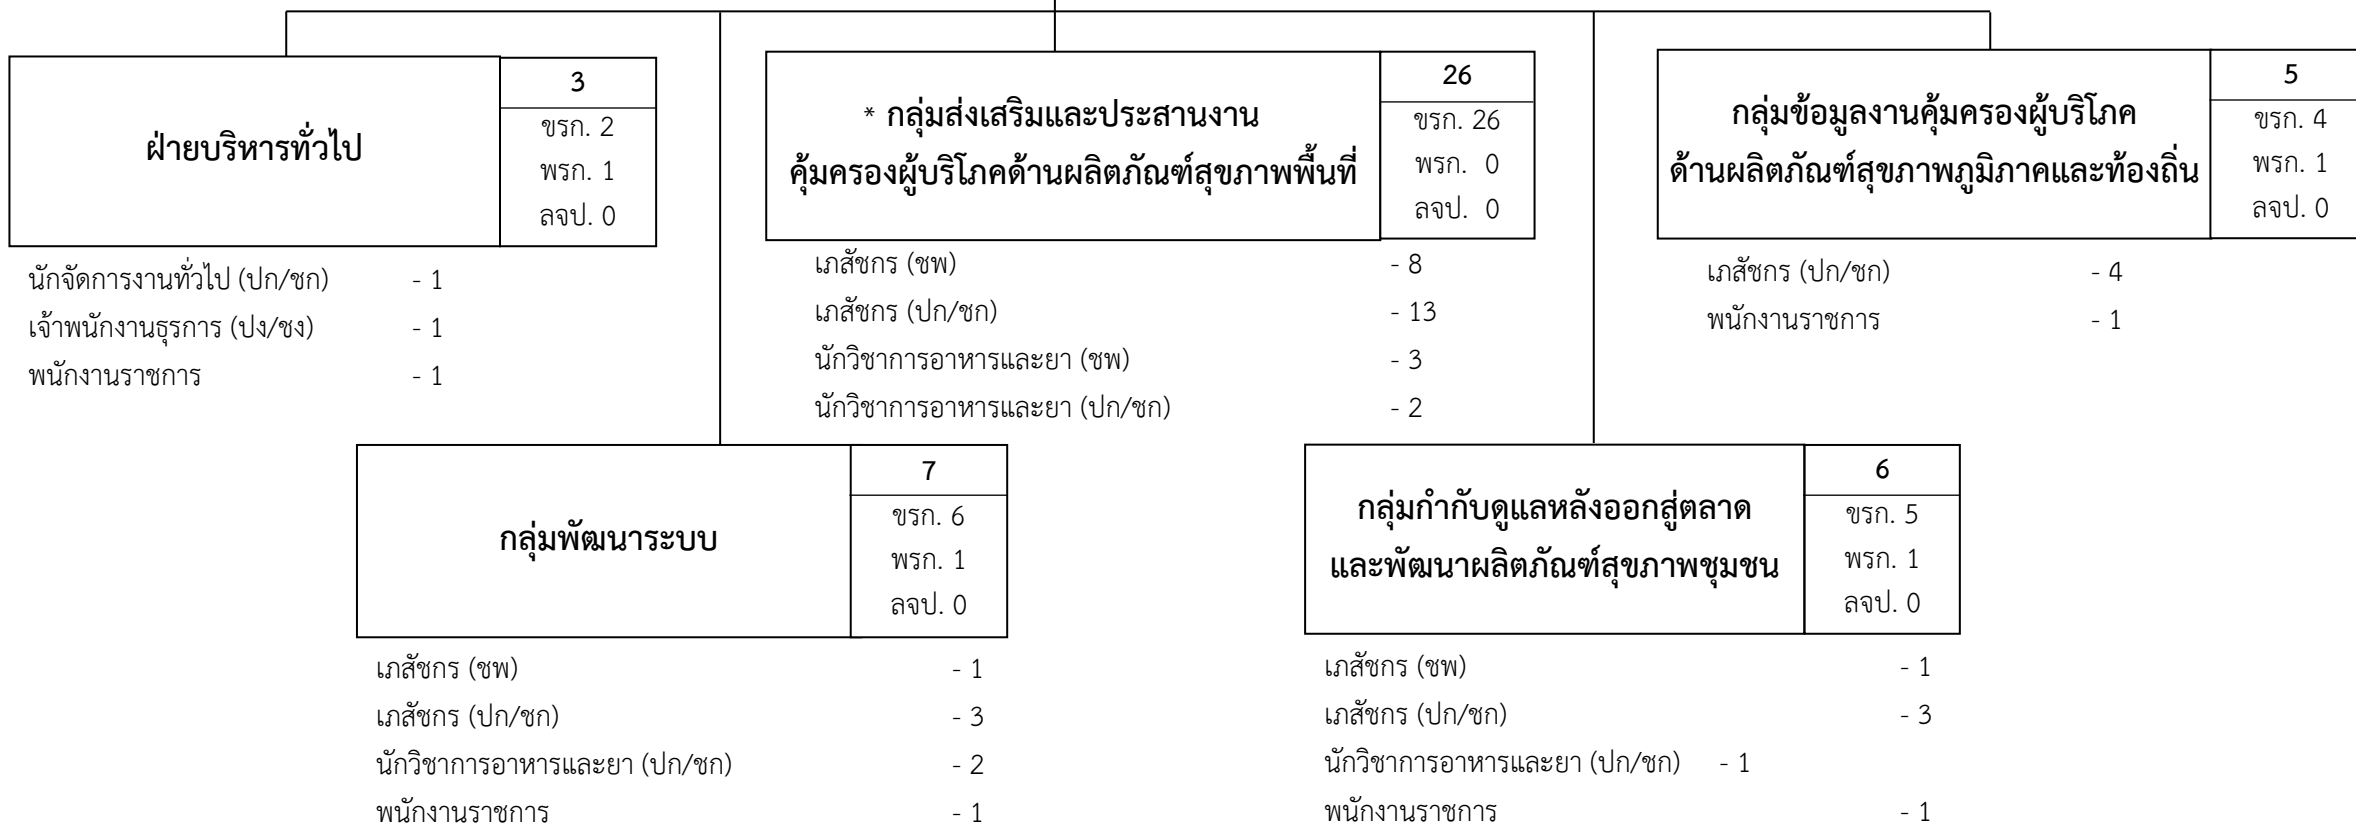 ฝ่ายบริหารทั่วไป
3
ขรก. 2
พรก. 1
ลจป. 0
นักจัดการงานทั่วไป (ปก/ชก) - 1
เจ้าพนักงานธุรการ (ปง/ชง) - 1
พนักงานราชการ - 1
* กลุ่มส่งเสริมและประสานงาน
คุ้มครองผู้บริโภคด้านผลิตภัณฑ์สุขภาพพื้นที่
26
ขรก. 26
พรก. 0
ลจป. 0
เภสัชกร (ชพ) - 8
เภสัชกร (ปก/ชก) - 13
นักวิชาการอาหารและยา (ชพ) - 3
นักวิชาการอาหารและยา (ปก/ชก) - 2
กลุ่มข้อมูลงานคุ้มครองผู้บริโภค
ด้านผลิตภัณฑ์สุขภาพภูมิภาคและท้องถิ่น
5
ขรก. 4
พรก. 1
ลจป. 0
เภสัชกร (ปก/ชก) - 4
พนักงานราชการ - 1
กลุ่มพัฒนาระบบ
7
ขรก. 6
พรก. 1
ลจป. 0
เภสัชกร (ชพ) - 1
เภสัชกร (ปก/ชก) - 3
นักวิชาการอาหารและยา (ปก/ชก) - 2
พนักงานราชการ - 1
กลุ่มกำกับดูแลหลังออกสู่ตลาด
และพัฒนาผลิตภัณฑ์สุขภาพชุมชน
6
ขรก. 5
พรก. 1
ลจป. 0
เภสัชกร (ชพ) - 1
เภสัชกร (ปก/ชก) - 3
นักวิชาการอาหารและยา (ปก/ชก) - 1
พนักงานราชการ - 1